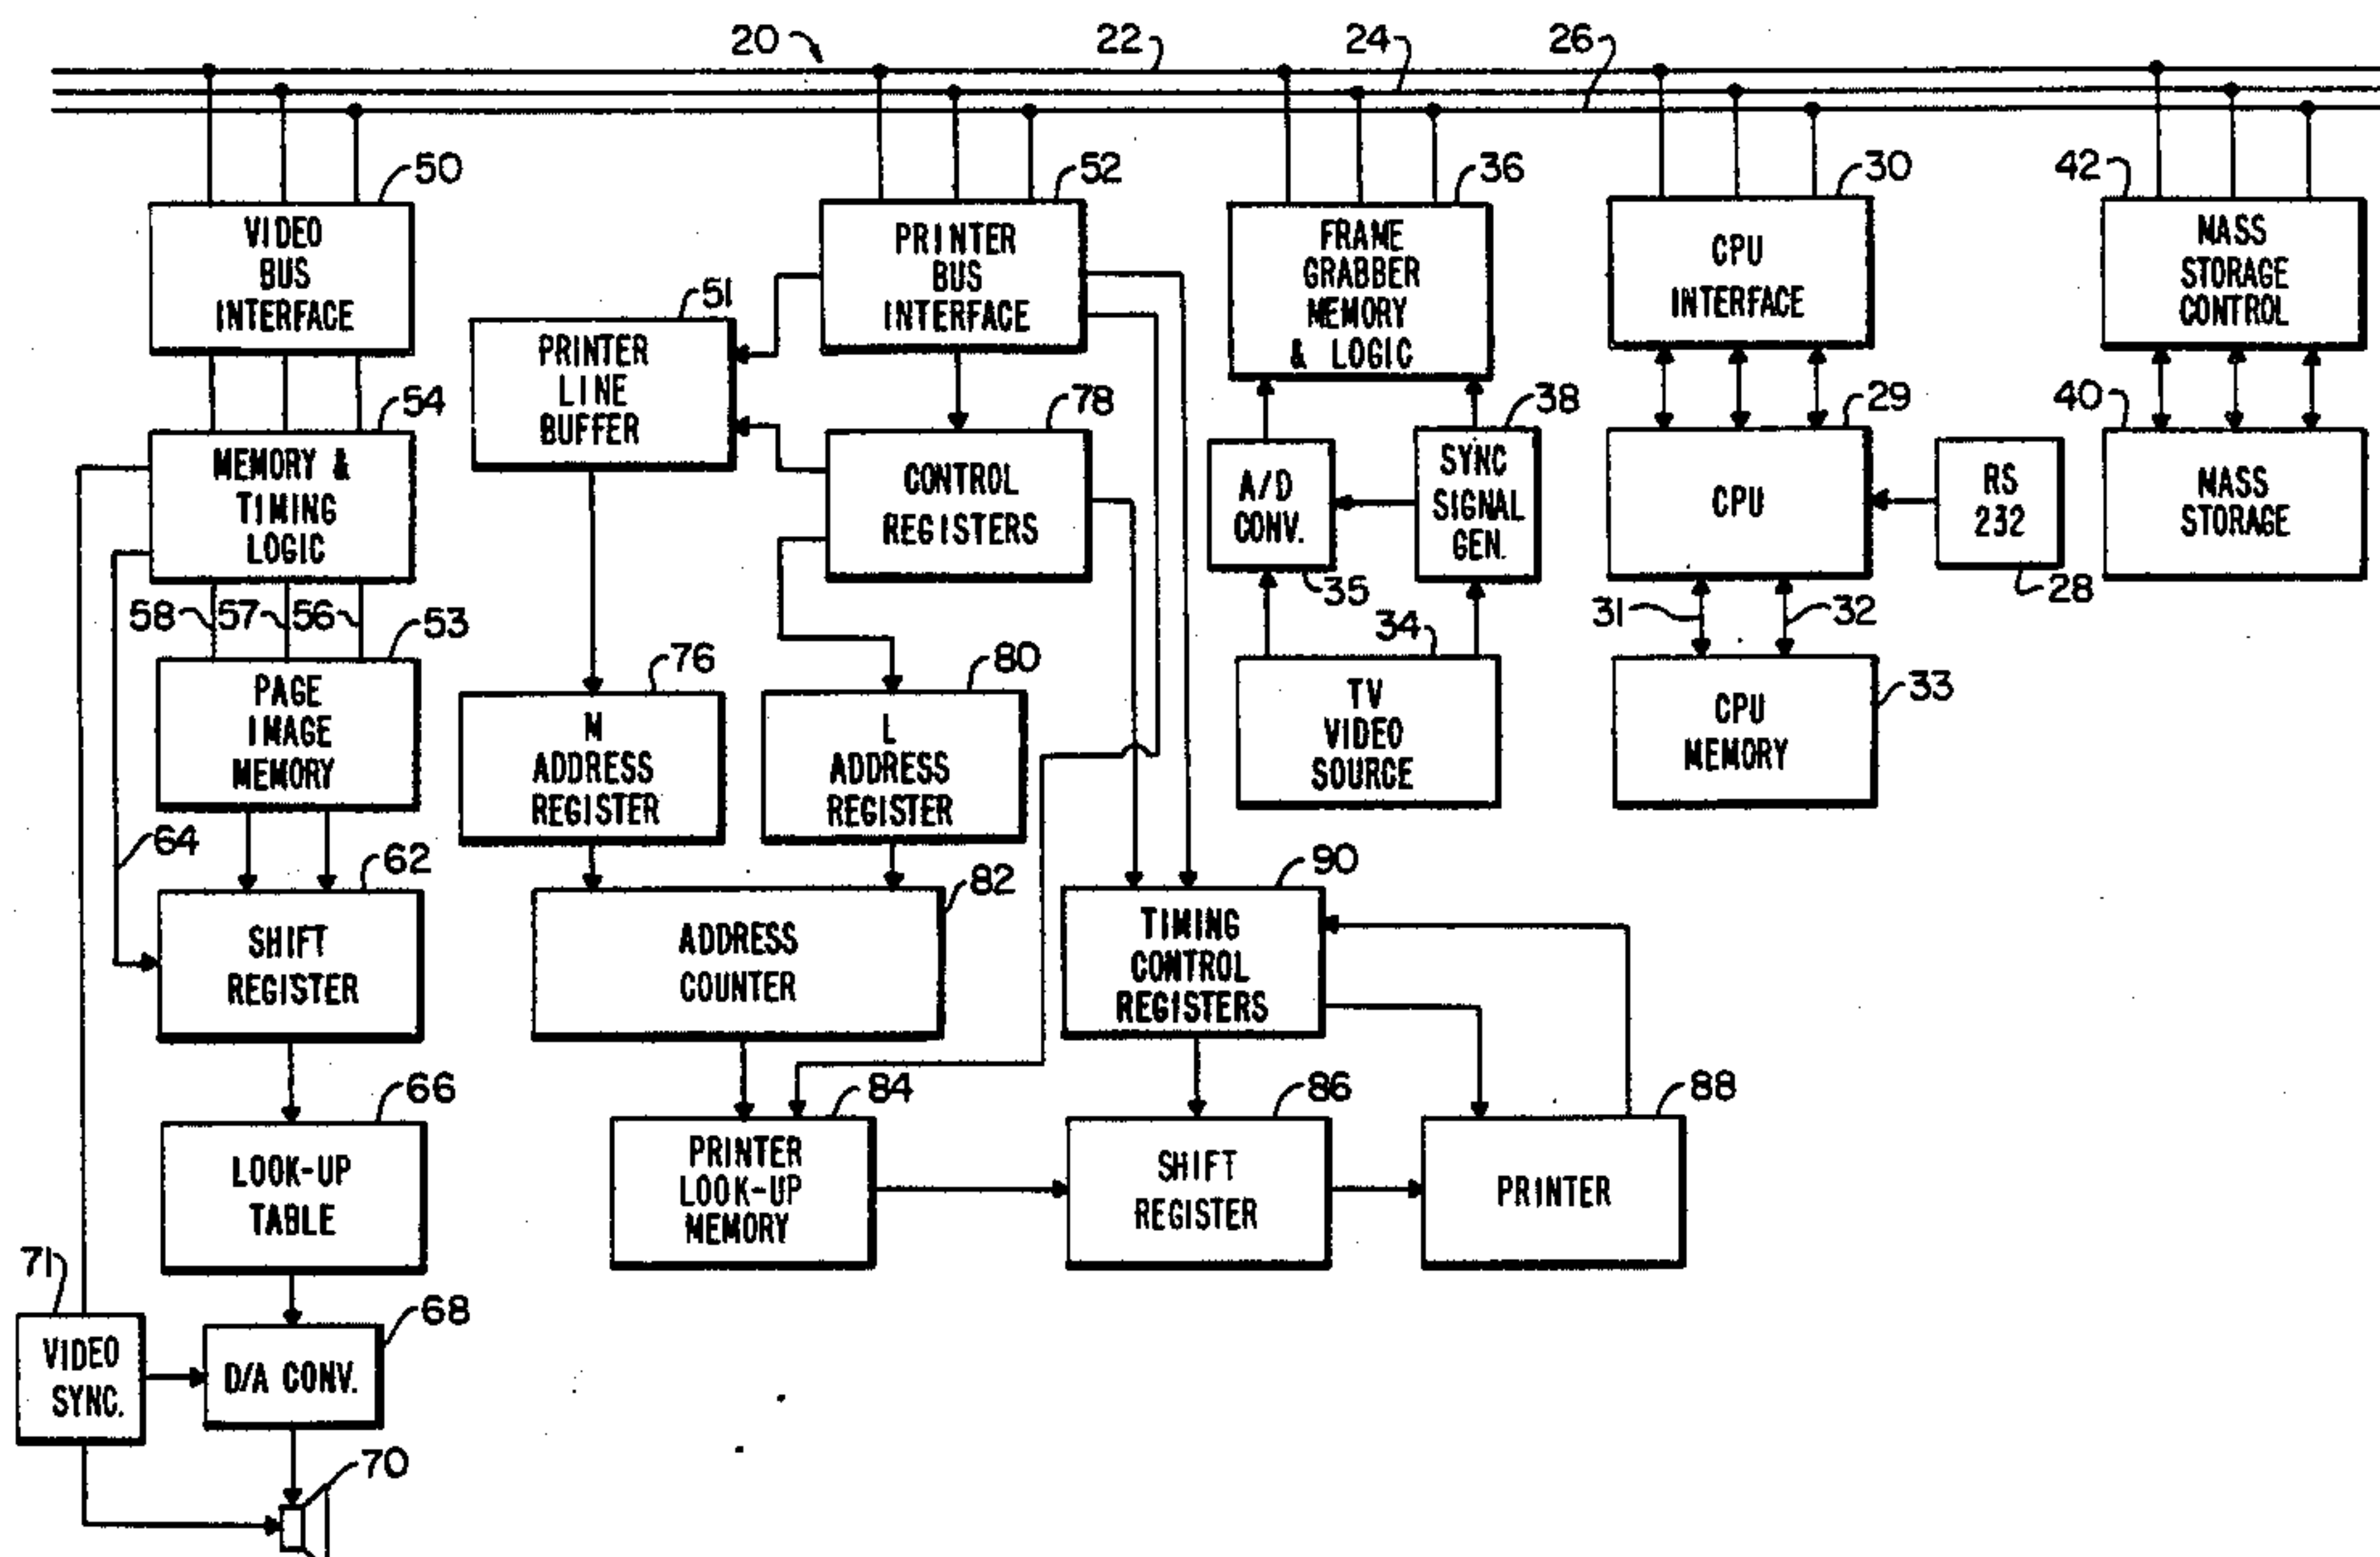 20
22
24
26
50
52
36
30
42
VIDEO
BUS
INTERFACE
PRINTER
BUS
INTERFACE
FRAME
GRABBER
MEMORY
& LOGIC
CPU
INTERFACE
MASS
STORAGE
CONTROL
51
PRINTER
LINE
BUFFER
54
78
38
29
40
MEMORY &
TIMING
LOGIC
CONTROL
REGISTERS
A/D
CONV.
35
SYNC
SIGNAL
GEN.
CPU
RS
232
28
MASS
STORAGE
58
57
56
53
31
32
34
76
80
33
PAGE
IMAGE
MEMORY
M
ADDRESS
REGISTER
L
ADDRESS
REGISTER
TV
VIDEO
SOURCE
CPU
MEMORY
64
62
82
90
SHIFT
REGISTER
ADDRESS
COUNTER
TIMING
CONTROL
REGISTERS
66
84
86
88
LOOK-UP
TABLE
PRINTER
LOOK-UP
MEMORY
SHIFT
REGISTER
PRINTER
71
68
VIDEO
SYNC.
D/A CONV.
70